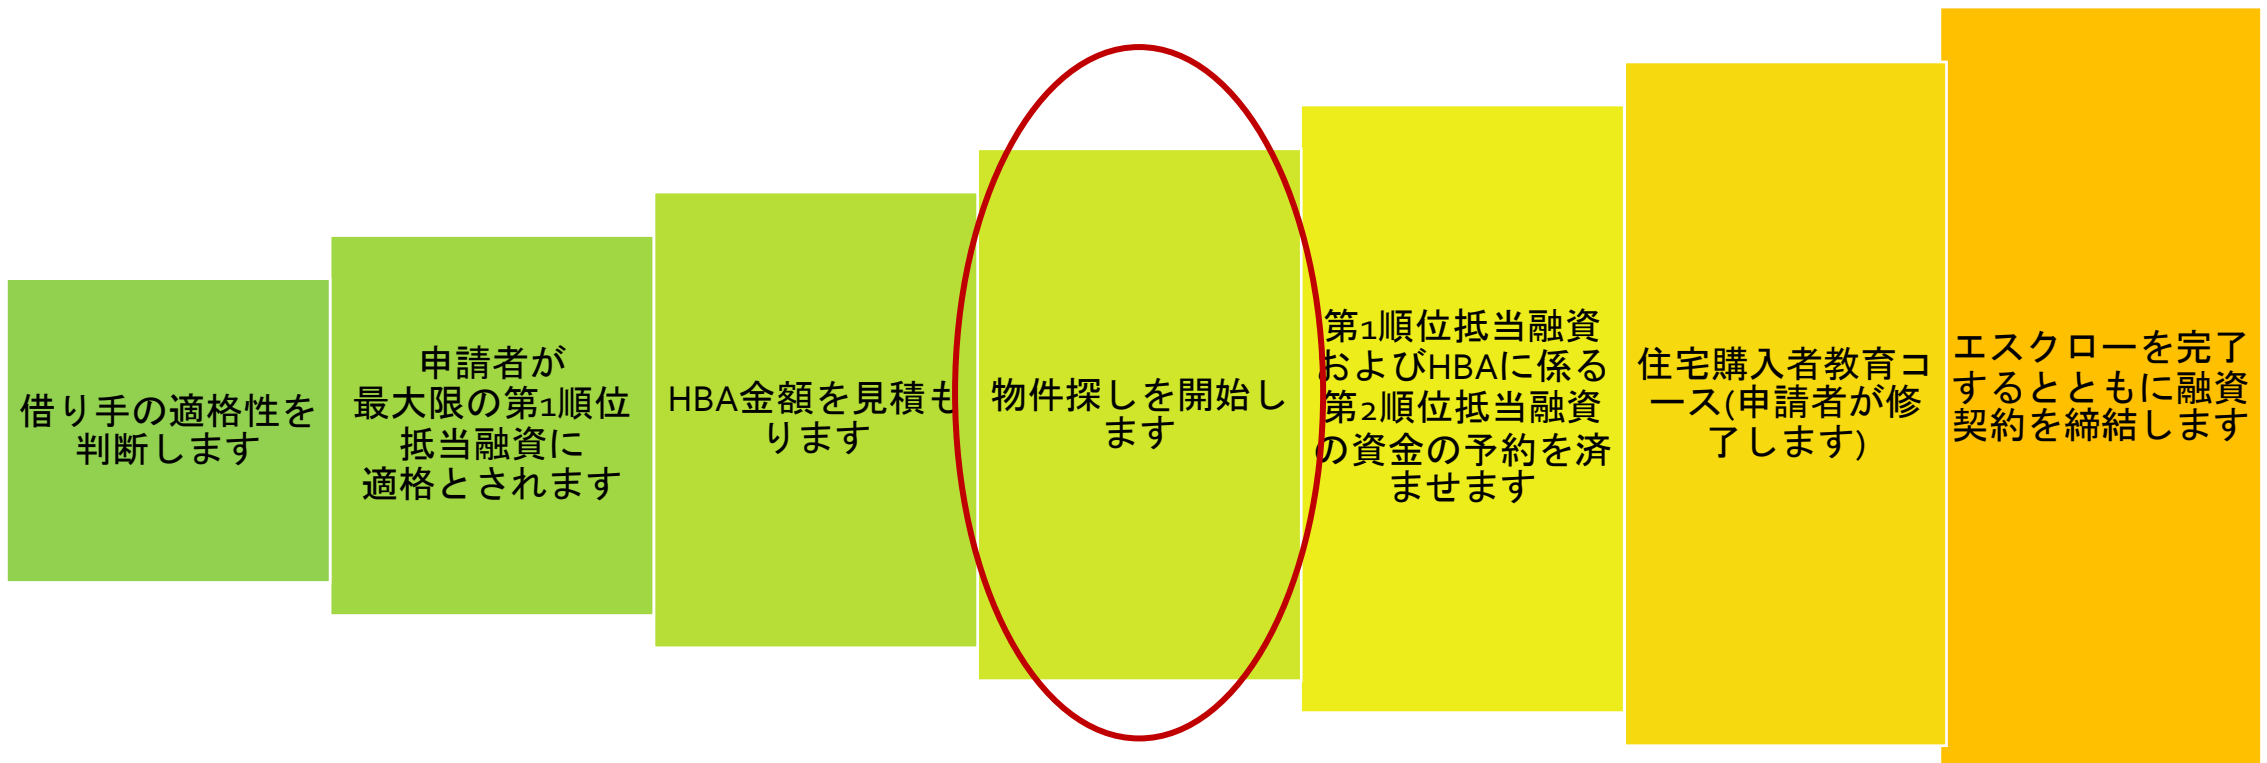 借り手の適格性を
判断します
申請者が
最大限の第1順位
抵当融資に
適格とされます
HBA金額を見積も
ります
物件探しを開始し
ます
第1順位抵当融資
およびHBAに係る
第2順位抵当融資
の資金の予約を済
ませます
住宅購入者教育コ
ース(申請者が修
了します)
エスクローを完了
するとともに融資
契約を締結します